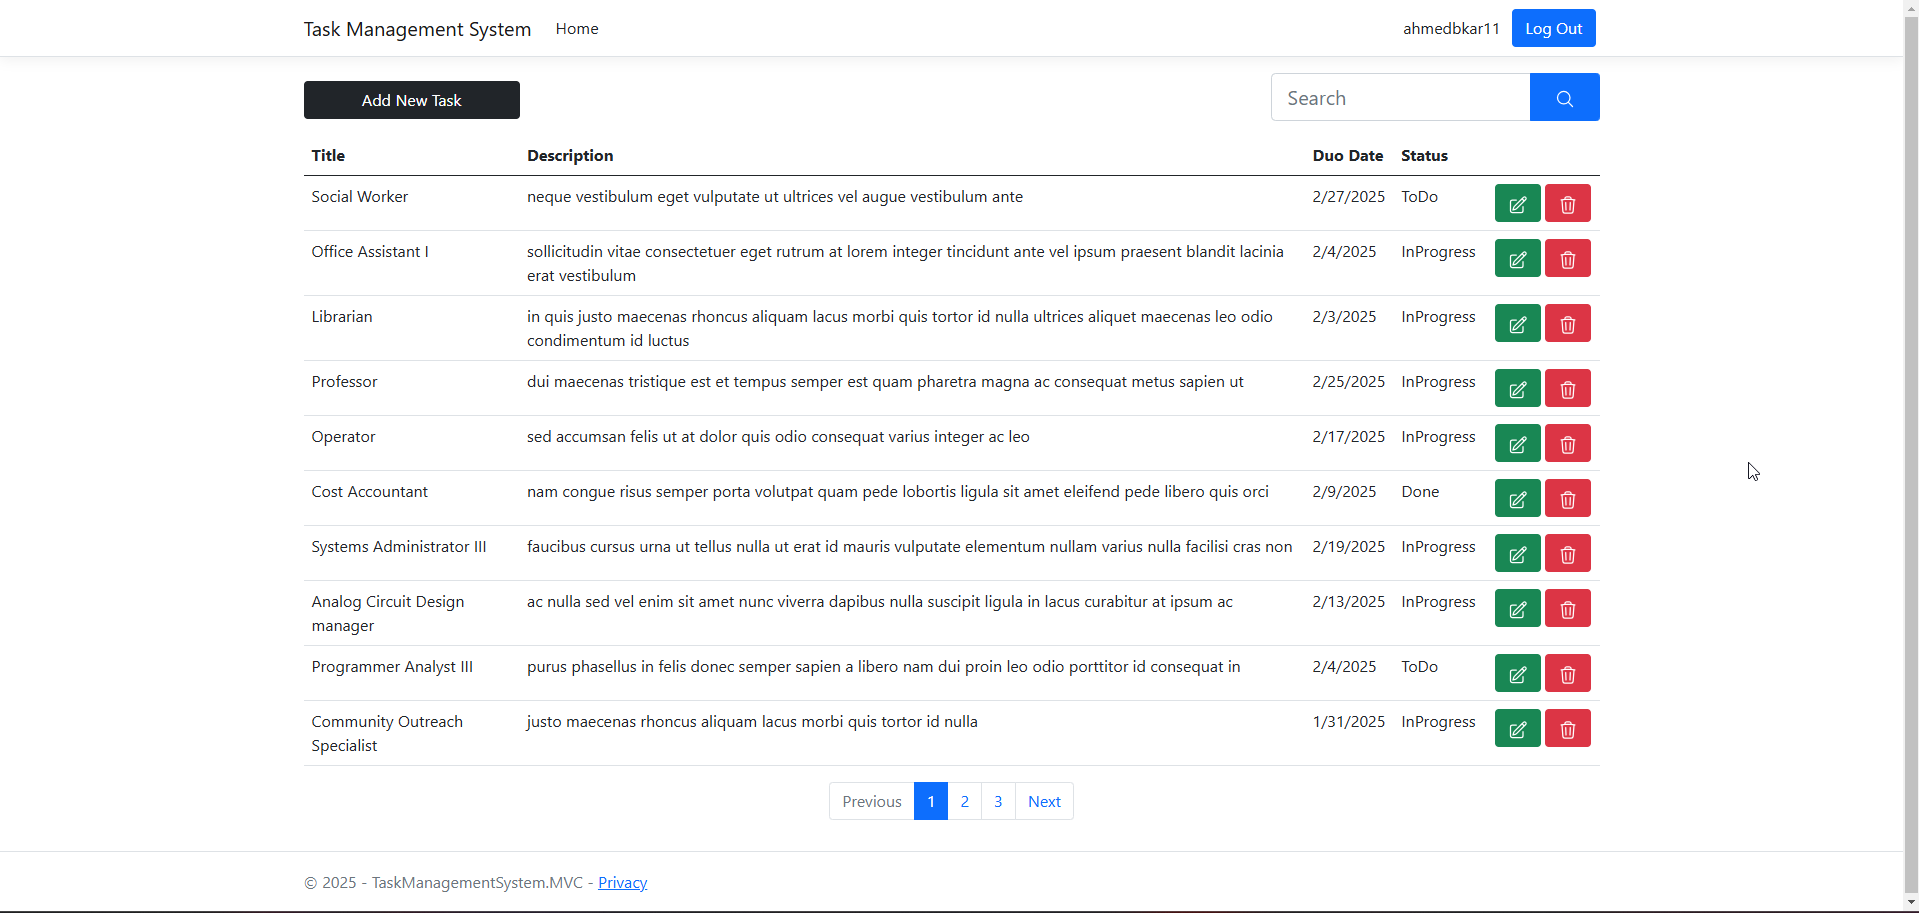 Task Management System Home ahmedbkar11 Log Out
Add New Task Search
Title Description Duo Date Status
Social Worker neque vestibulum eget vulputate ut ultrices vel augue vestibulum ante 2/27/2025 ToDo
Office Assistant I sollicitudin vitae consectetuer eget rutrum at lorem integer tincidunt ante vel ipsum praesent blandit lacinia 2/4/2025 InProgress
erat vestibulum
Librarian in quis justo maecenas rhoncus aliquam lacus morbi quis tortor id nulla ultrices aliquet maecenas leo odio 2/3/2025 InProgress
condimentum id luctus
Professor dui maecenas tristique est et tempus semper est quam pharetra magna ac consequat metus sapien ut 2/25/2025 InProgress
Operator sed accumsan felis ut at dolor quis odio consequat varius integer ac leo 2/17/2025 InProgress
Cost Accountant nam congue risus semper porta volutpat quam pede lobortis ligula sit amet eleifend pede libero quis orci 2/9/2025 Done
Systems Administrator III faucibus cursus urna ut tellus nulla ut erat id mauris vulputate elementum nullam varius nulla facilisi cras non 2/19/2025 InProgress
Analog Circuit Design ac nulla sed vel enim sit amet nunc viverra dapibus nulla suscipit ligula in lacus curabitur at ipsum ac 2/13/2025 InProgress
manager
Programmer Analyst III purus phasellus in felis donec semper sapien a libero nam dui proin leo odio porttitor id consequat in 2/4/2025 ToDo
Community Outreach justo maecenas rhoncus aliquam lacus morbi quis tortor id nulla 1/31/2025 InProgress
Specialist
Previous 1 2 3 Next
© 2025 - TaskManagementSystem.MVC - Privacy